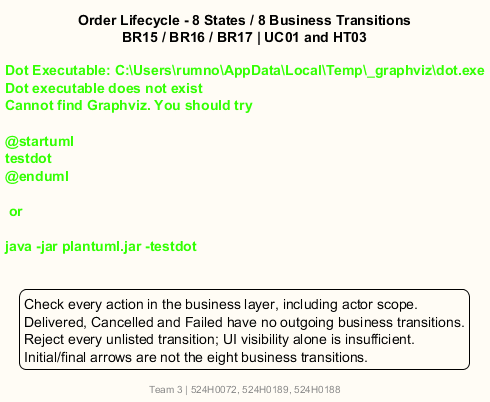 Order Lifecycle - 8 States / 8 Business Transitions
BR15 / BR16 / BR17 | UC01 and HT03
Dot Executable: C:\Users\rumno\AppData\Local\Temp\_graphviz\dot.exe
Dot executable does not exist
Cannot find Graphviz. You should try
@startuml
testdot
@enduml
or
java -jar plantuml.jar -testdot
Check every action in the business layer, including actor scope.
Delivered, Cancelled and Failed have no outgoing business transitions.
Reject every unlisted transition; UI visibility alone is insufficient.
Initial/final arrows are not the eight business transitions.
Team 3 | 524H0072, 524H0189, 524H0188